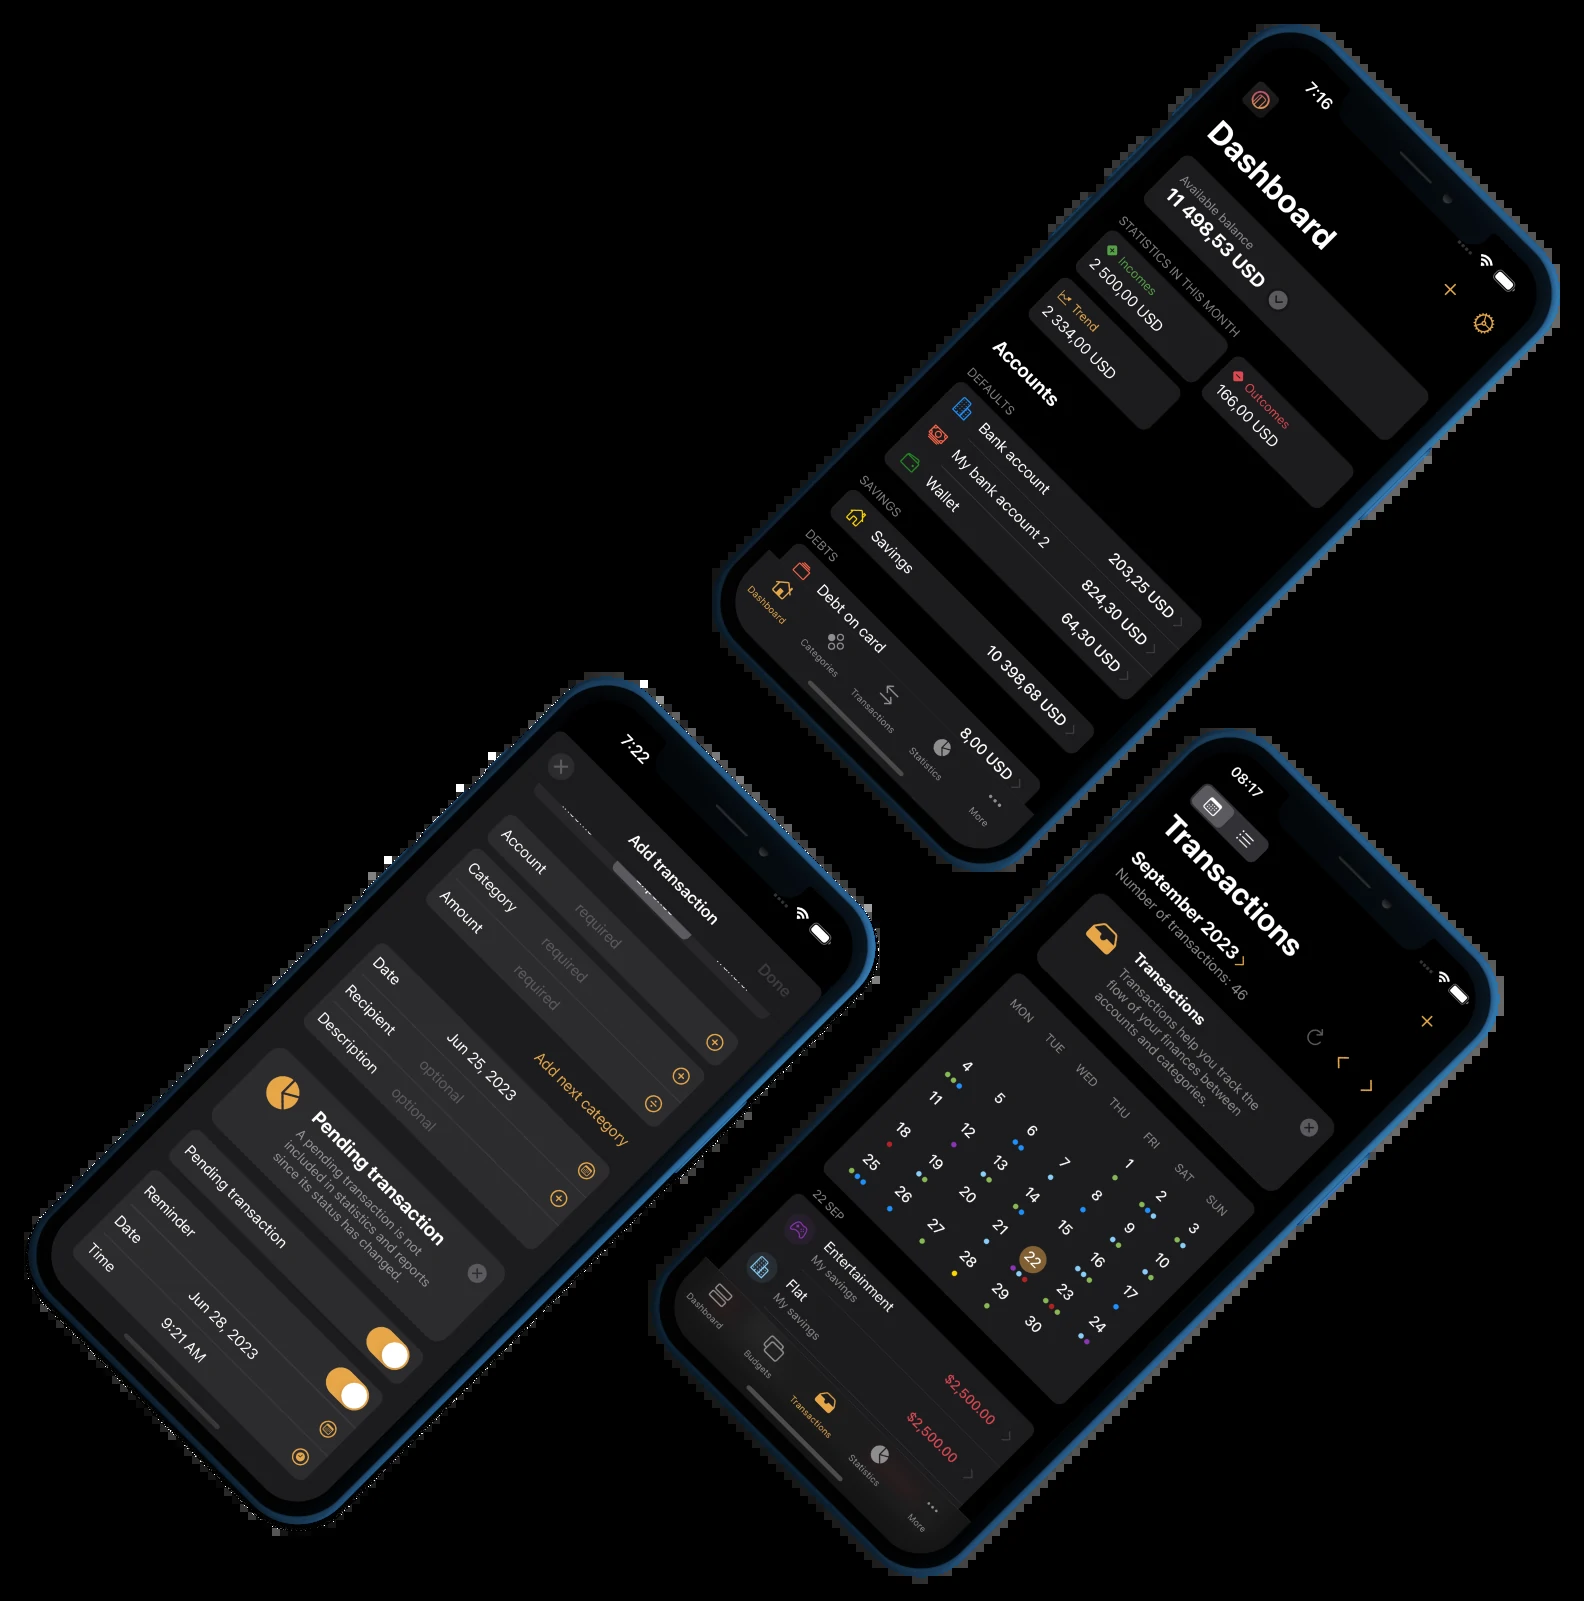 7:16
Dashboard
Available balance
11 498,53 USD
STATISTICS IN THIS MONTH
Incomes
2 500,00 USD
Outcomes
166,00 USD
Trend
2 334,00 USD
Accounts
DEFAULTS
Bank account 203,25 USD
My bank account 2 824,30 USD
Wallet 64,30 USD
SAVINGS
Savings 10 398,68 USD
DEBTS
Debt on card 8,00 USD
Dashboard Categories Transactions Statistics More
7:22
Add transaction Done
Account required
Category required
Amount required
Add next category
Date Jun 25, 2023
Recipient optional
Description optional
Pending transaction
A pending transaction is not
included in statistics and reports
since its status has changed.
Pending transaction
Reminder
Date Jun 28, 2023
Time 9:21 AM
08:17
Transactions
September 2023
Number of transactions: 46
Transactions
Transactions help you track the
flow of your finances between
accounts and categories.
MON TUE WED THU FRI SAT SUN
1 2 3
4 5 6 7 8 9 10
11 12 13 14 15 16 17
18 19 20 21 22 23 24
25 26 27 28 29 30
22 SEP
Entertainment
My savings
$2,500.00
Flat
My savings
$2,500.00
Dashboard Budgets Transactions Statistics More